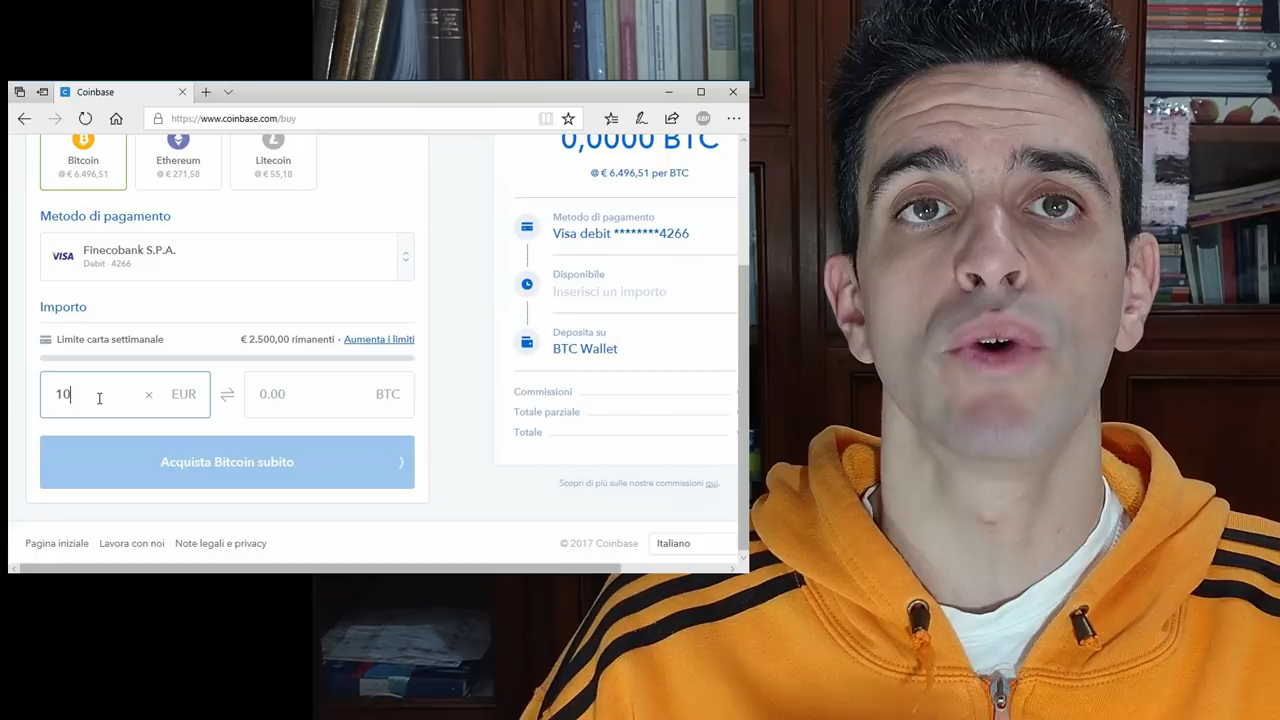 Coinbase
https://www.coinbase.com/buy
ABP
Bitcoin
@ € 6.496,51
Ethereum
@ € 271,58
Litecoin
@ € 55,18
Metodo di pagamento
VISA
Finecobank S.P.A.
Debit · 4266
Importo
Limite carta settimanale
€ 2.500,00 rimanenti · Aumenta i limiti
10 EUR
0.00 BTC
Acquista Bitcoin subito
0,0000 BTC
@ € 6.496,51 per BTC
Metodo di pagamento
Visa debit ********4266
Disponibile
Inserisci un importo
Deposita su
BTC Wallet
Commissioni
Totale parziale
Totale
Scopri di più sulle nostre commissioni qui.
Pagina iniziale Lavora con noi Note legali e privacy
© 2017 Coinbase
Italiano